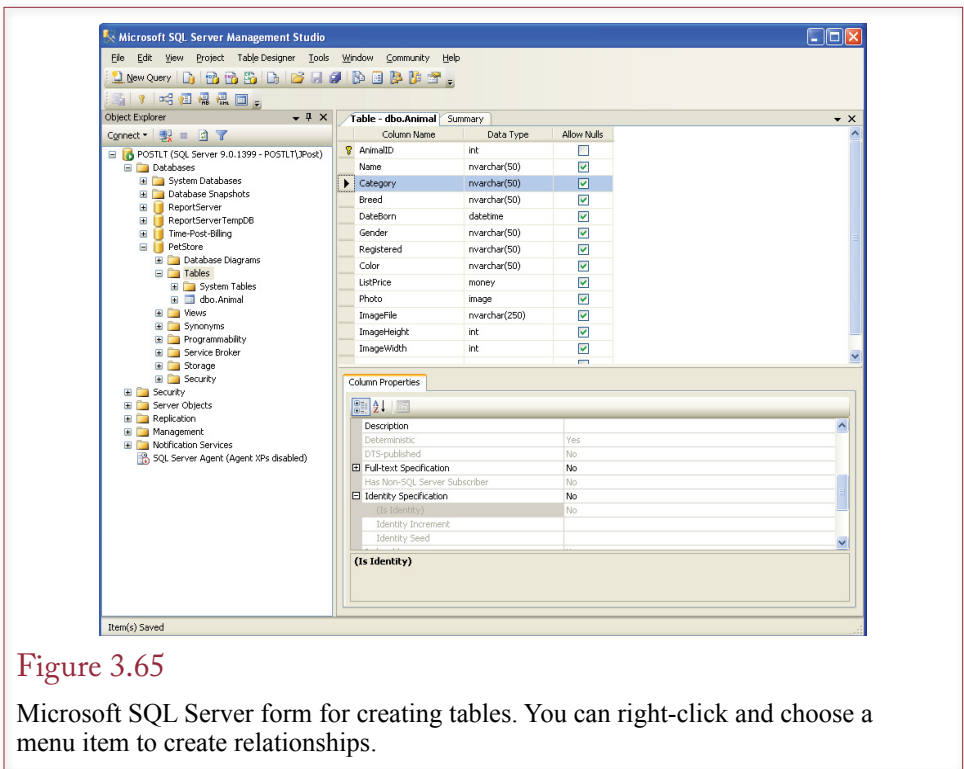 Microsoft SQL Server Management Studio
File Edit View Project Table Designer Tools Window Community Help
New Query
Object Explorer
Table - dbo.Animal Summary
Connect
Column Name Data Type Allow Nulls
POSTLT (SQL Server 9.0.1399 - POSTLT\JPost)
Databases
System Databases
Database Snapshots
ReportServer
ReportServerTempDB
Time-Post-Billing
PetStore
Database Diagrams
Tables
System Tables
dbo.Animal
Views
Synonyms
Programmability
Service Broker
Storage
Security
Security
Server Objects
Replication
Management
Notification Services
SQL Server Agent (Agent XPs disabled)
AnimalID int
Name nvarchar(50)
Category nvarchar(50)
Breed nvarchar(50)
DateBorn datetime
Gender nvarchar(50)
Registered nvarchar(50)
Color nvarchar(50)
ListPrice money
Photo image
ImageFile nvarchar(250)
ImageHeight int
ImageWidth int
Column Properties
Description
Deterministic Yes
DTS-published No
Full-text Specification No
Has Non-SQL Server Subscriber No
Identity Specification No
(Is Identity) No
Identity Increment
Identity Seed
(Is Identity)
Item(s) Saved
Figure 3.65
Microsoft SQL Server form for creating tables. You can right-click and choose a
menu item to create relationships.